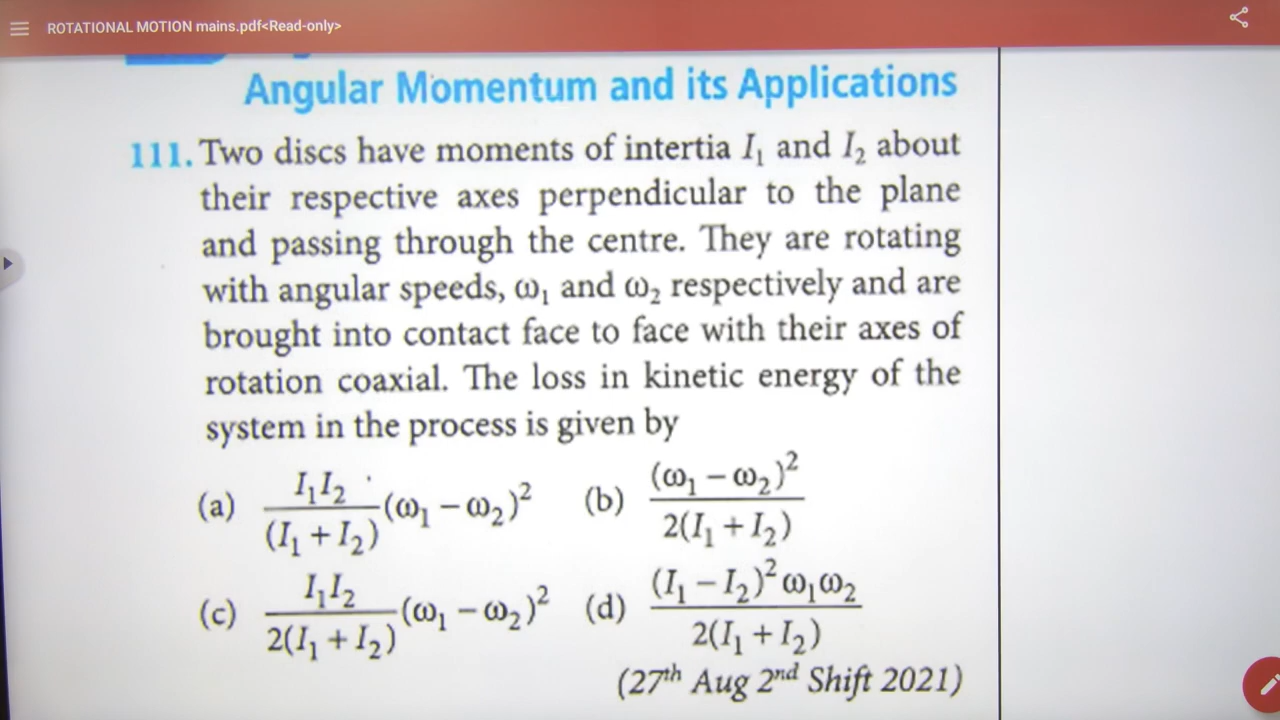 ROTATIONAL MOTION mains.pdf<Read-only>
Angular Momentum and its Applications
111. Two discs have moments of intertia I₁ and I₂ about
their respective axes perpendicular to the plane
and passing through the centre. They are rotating
with angular speeds, ω₁ and ω₂ respectively and are
brought into contact face to face with their axes of
rotation coaxial. The loss in kinetic energy of the
system in the process is given by
(a) I₁I₂/(I₁ + I₂) (ω₁ − ω₂)² (b) (ω₁ − ω₂)²/2(I₁ + I₂)
(c) I₁I₂/2(I₁ + I₂) (ω₁ − ω₂)² (d) (I₁ − I₂)²ω₁ω₂/2(I₁ + I₂)
(27th Aug 2nd Shift 2021)